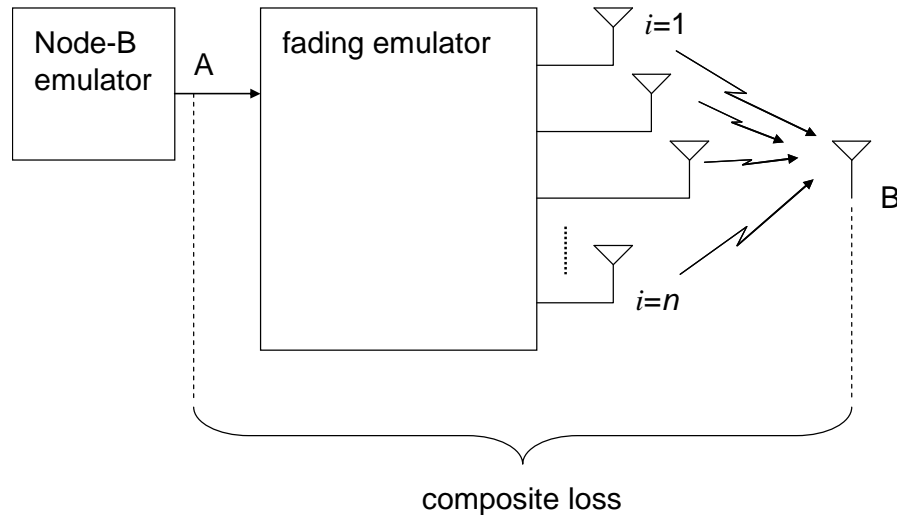 Node-B
emulator
A
fading emulator
i=1
B
i=n
composite loss